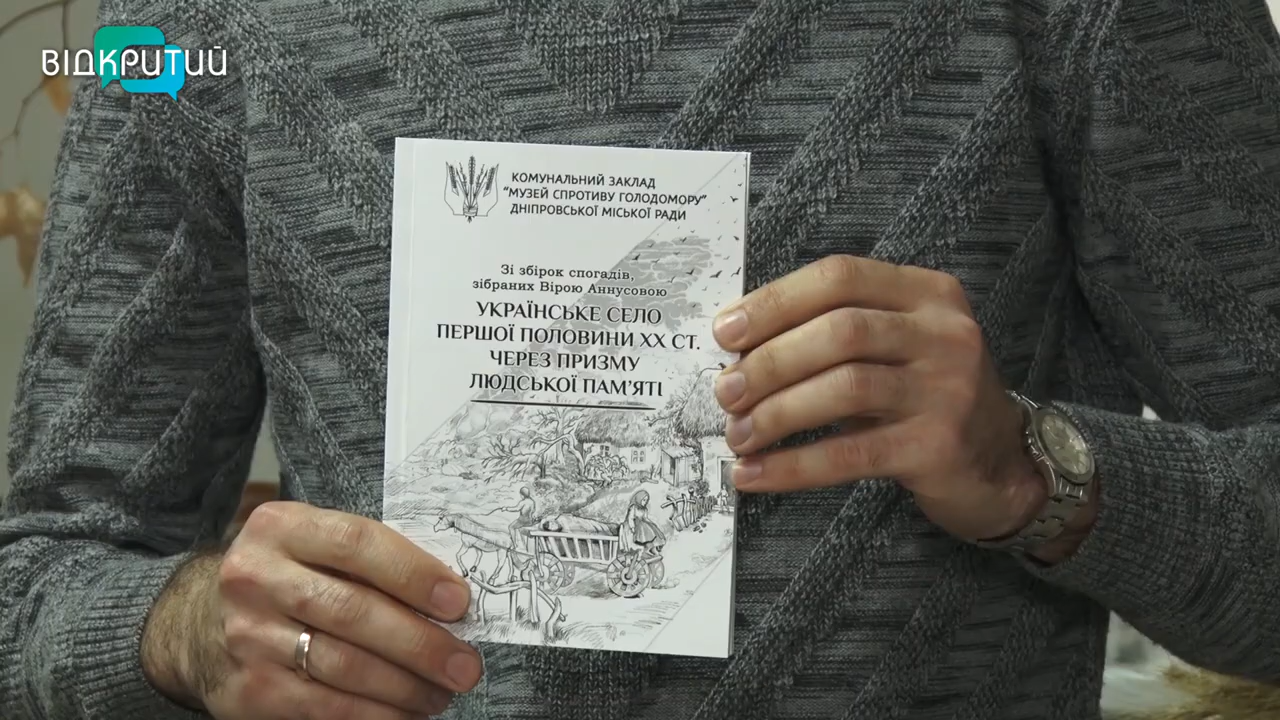 ВІДКРИТИЙ
КОМУНАЛЬНИЙ ЗАКЛАД
"МУЗЕЙ СПРОТИВУ ГОЛОДОМОРУ"
ДНІПРОВСЬКОЇ МІСЬКОЇ РАДИ
Зі збірок спогадів,
зібраних Вірою Аннусовою
УКРАЇНСЬКЕ СЕЛО
ПЕРШОЇ ПОЛОВИНИ ХХ СТ.
ЧЕРЕЗ ПРИЗМУ
ЛЮДСЬКОЇ ПАМ'ЯТІ